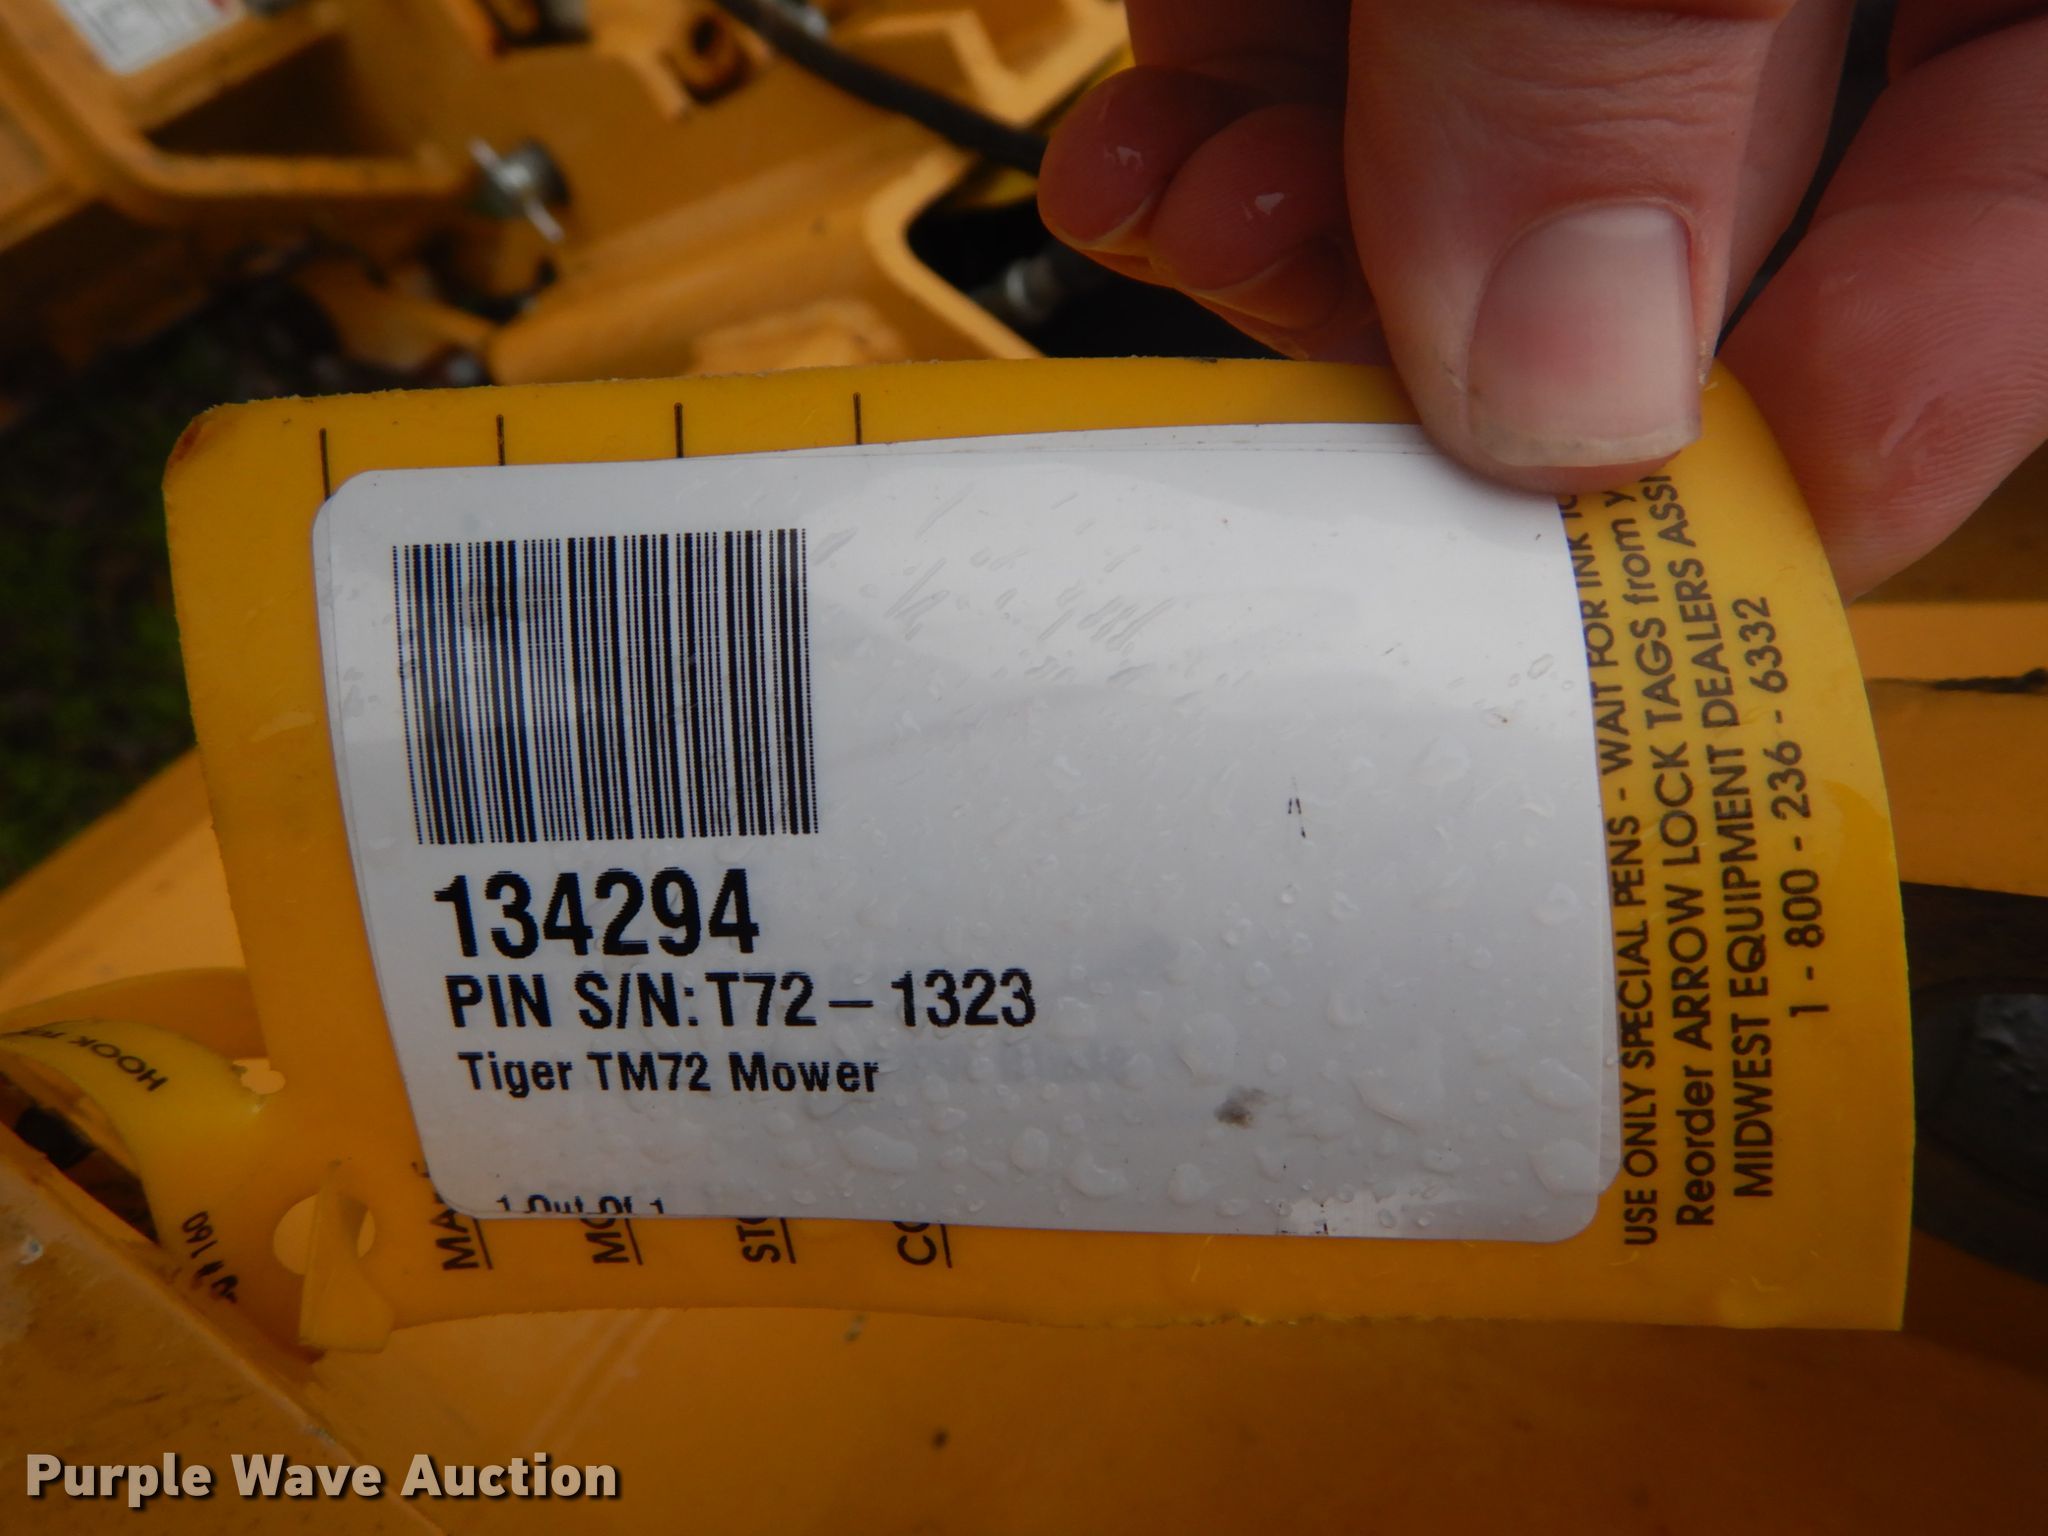 134294
PIN S/N: T72-1323
Tiger TM72 Mower
1 Out Of 1
USE ONLY SPECIAL PENS - WAIT FOR INK
Reorder ARROW LOCK TAGS from
MIDWEST EQUIPMENT DEALERS
1 - 800 - 236 - 6332
HOOK
Purple Wave Auction